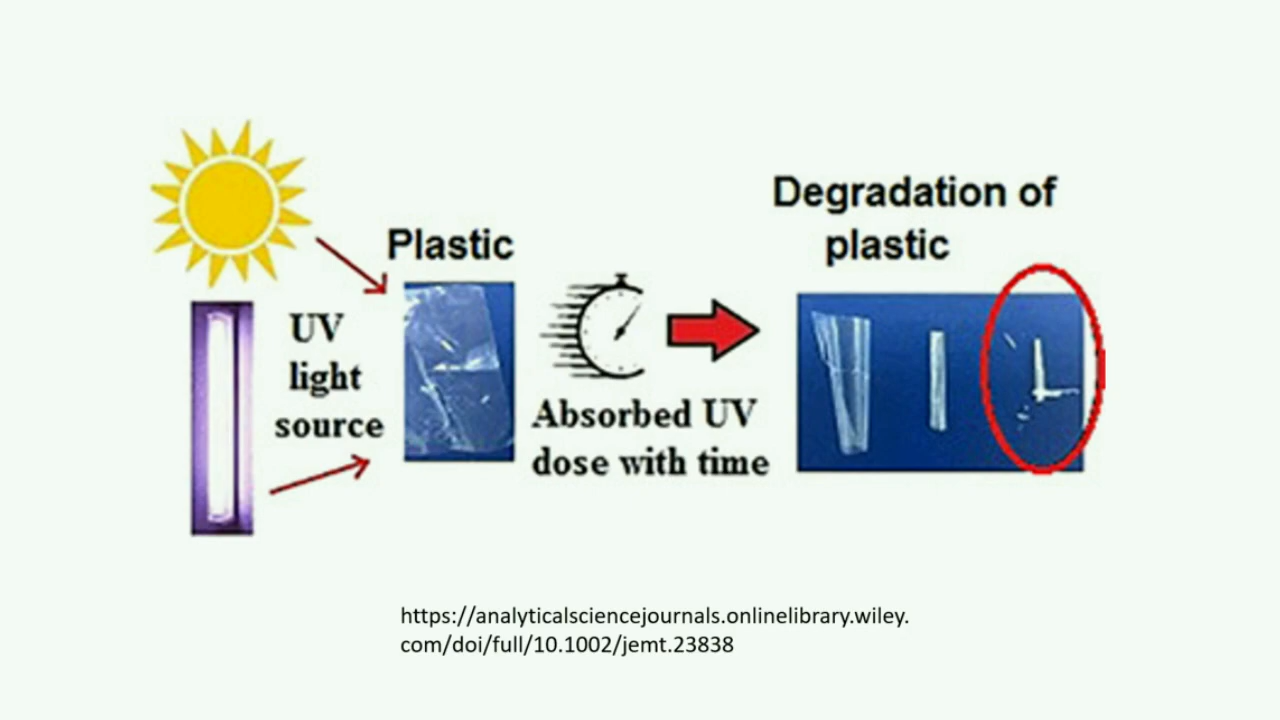 Degradation of
plastic
Plastic
UV
light
source
Absorbed UV
dose with time
https://analyticalsciencejournals.onlinelibrary.wiley.
com/doi/full/10.1002/jemt.23838